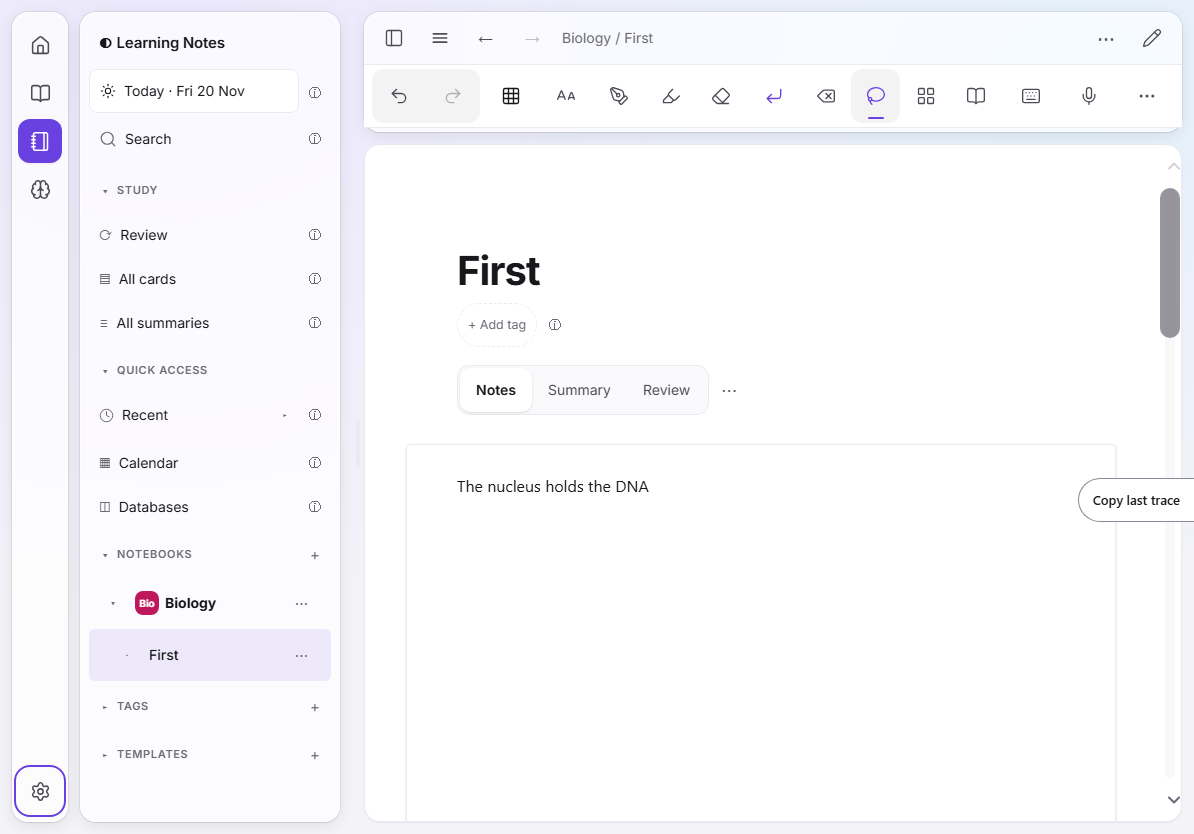 Learning Notes
Today · Fri 20 Nov
Search
STUDY
Review
All cards
All summaries
QUICK ACCESS
Recent
Calendar
Databases
NOTEBOOKS
+
Bio Biology
...
First
...
TAGS
+
TEMPLATES
+
Biology / First
...
AA
...
First
+ Add tag
Notes Summary Review ...
The nucleus holds the DNA
Copy last trace